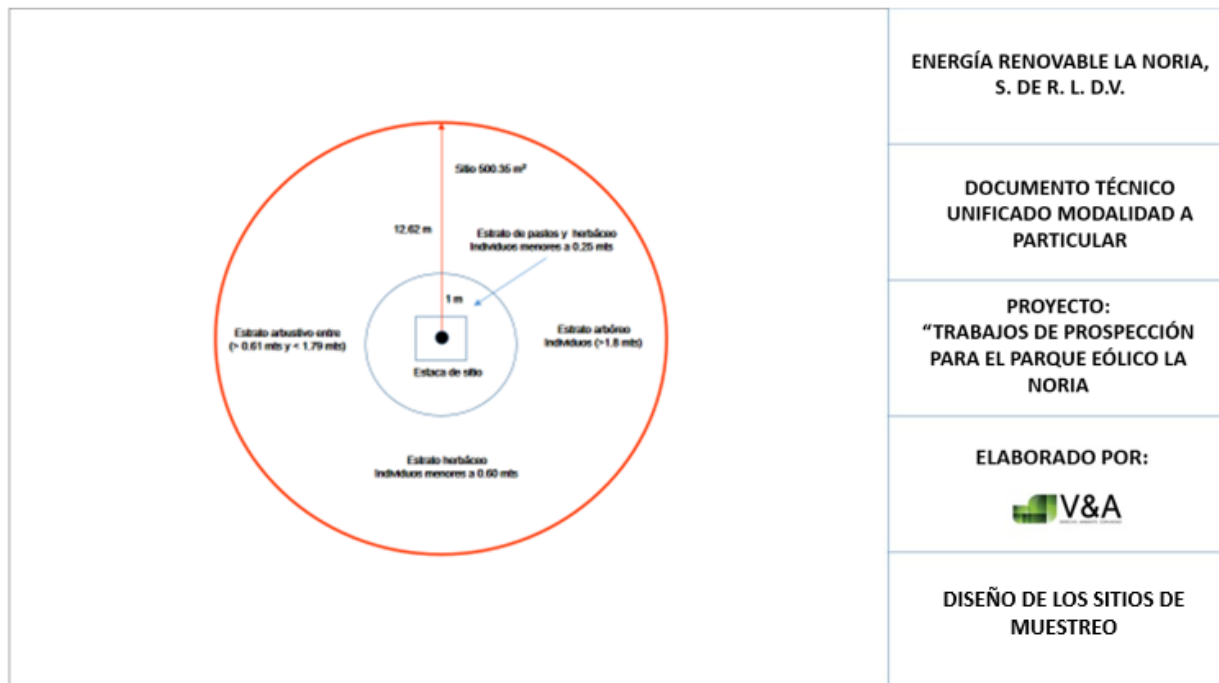 Sitio 500.35 m²
12.62 m
Estrato de pastos y herbáceo
Individuos menores a 0.25 mts
1 m
Estrato arbustivo entre
(> 0.61 mts y < 1.79 mts)
Estrato arbóreo
Individuos (>1.8 mts)
Estaca de sitio
Estrato herbáceo
Individuos menores a 0.60 mts
ENERGÍA RENOVABLE LA NORIA,
S. DE R. L. D.V.
DOCUMENTO TÉCNICO
UNIFICADO MODALIDAD A
PARTICULAR
PROYECTO:
“TRABAJOS DE PROSPECCIÓN
PARA EL PARQUE EÓLICO LA
NORIA
ELABORADO POR:
V&A
DISEÑO DE LOS SITIOS DE
MUESTREO